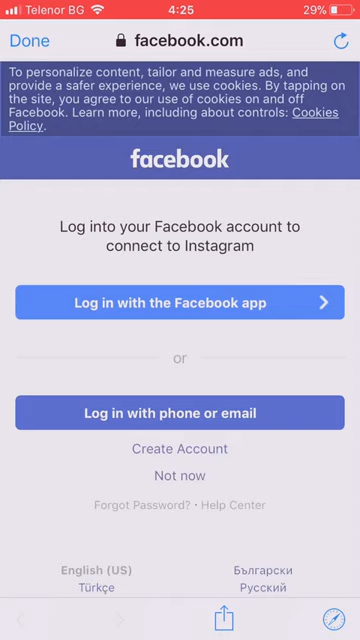 Telenor BG 4:25 29%
Done facebook.com
To personalize content, tailor and measure ads, and
provide a safer experience, we use cookies. By tapping on
the site, you agree to our use of cookies on and off
Facebook. Learn more, including about controls: Cookies
Policy.
facebook
Log into your Facebook account to
connect to Instagram
Log in with the Facebook app
or
Log in with phone or email
Create Account
Not now
Forgot Password? • Help Center
English (US) Български
Türkçe Русский